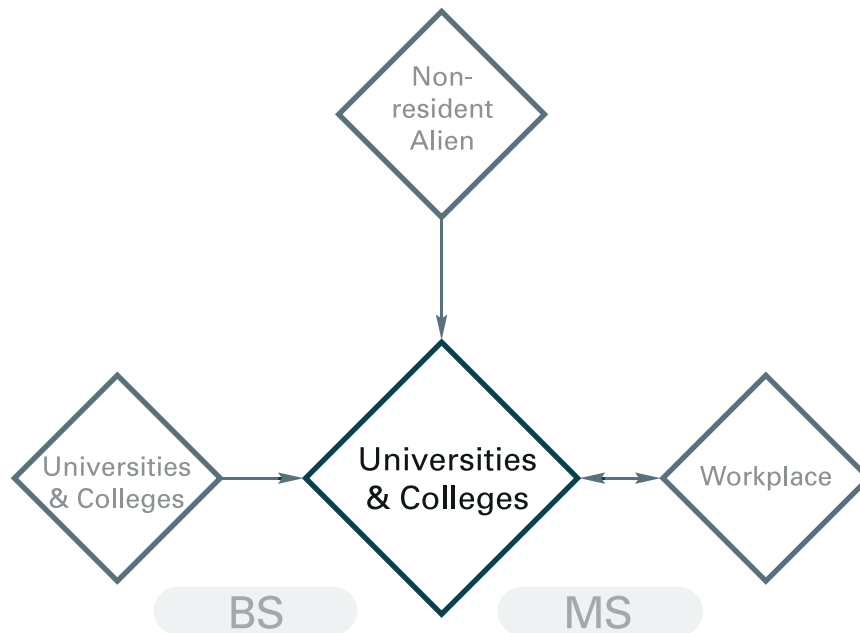 Non-
resident
Alien
Universities
& Colleges
Universities
& Colleges
Workplace
BS
MS